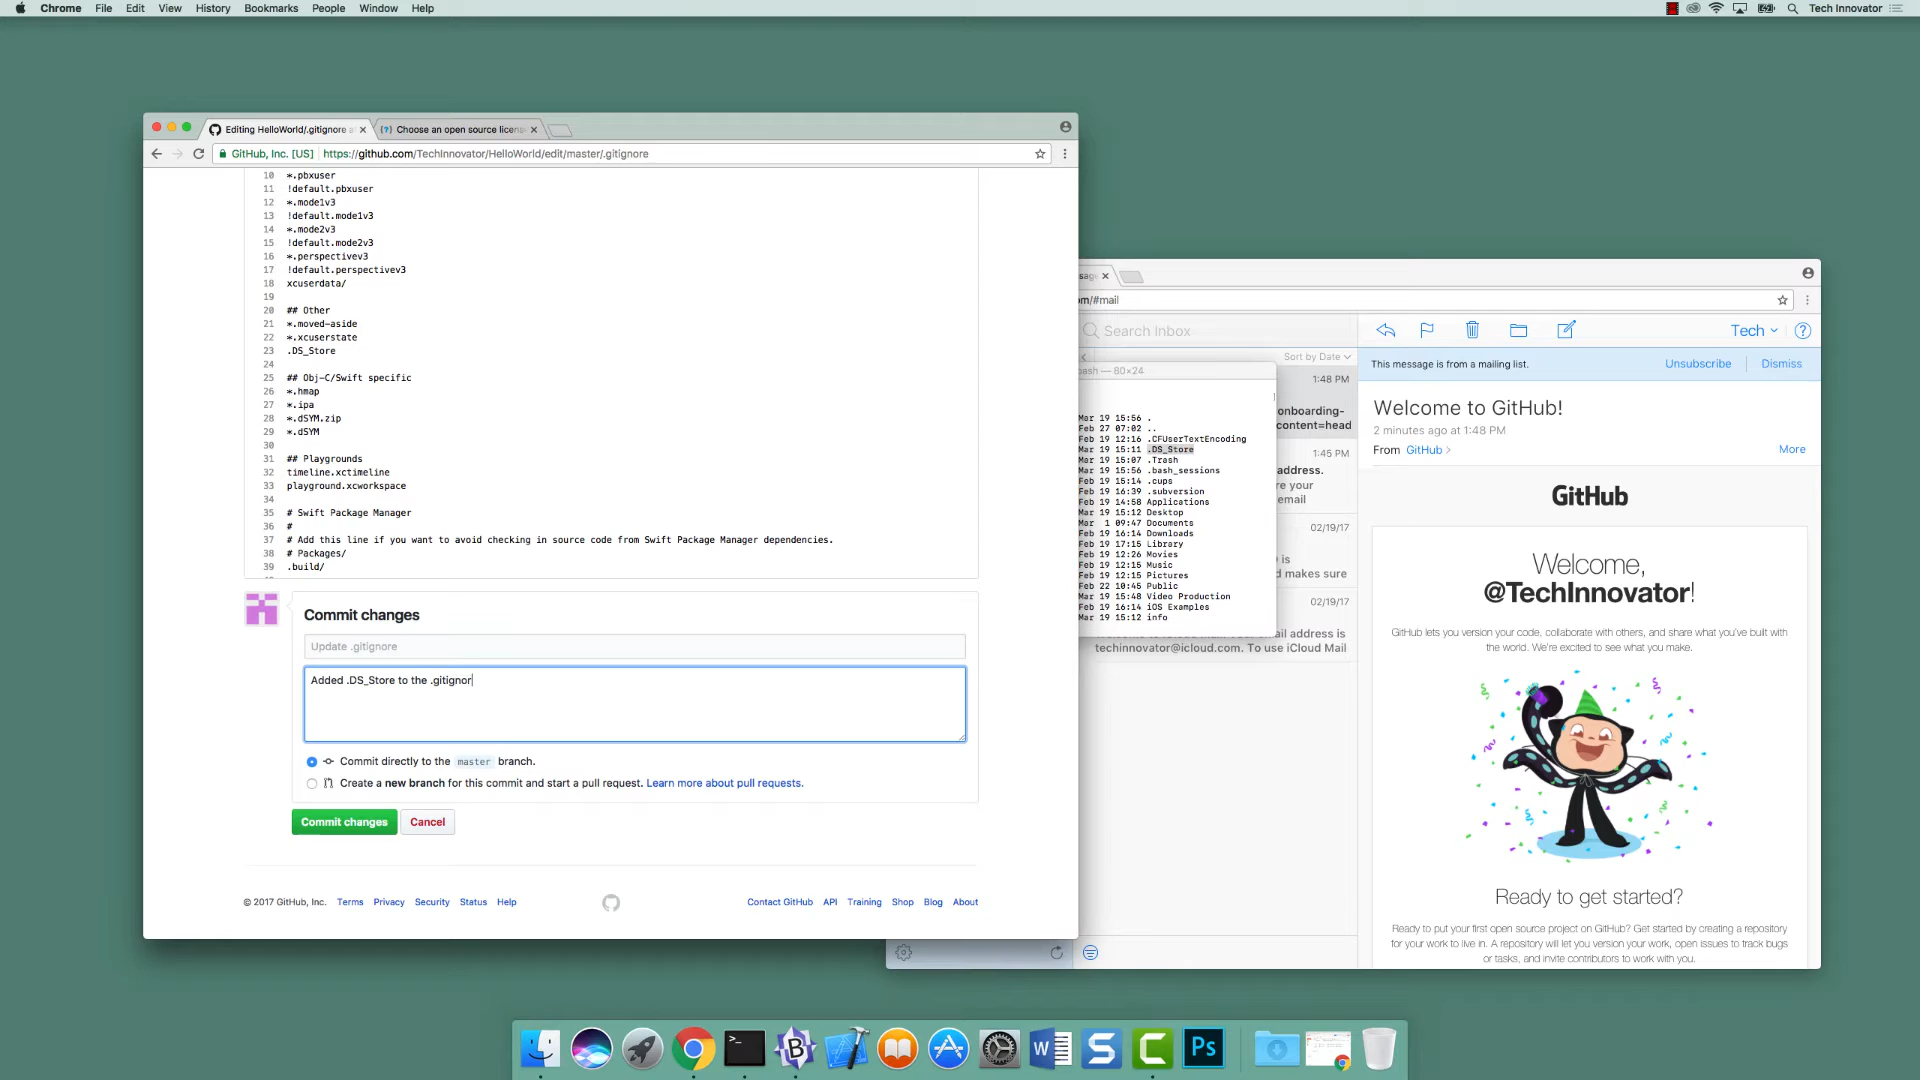 Chrome File Edit View History Bookmarks People Window Help
Tech Innovator
Editing HelloWorld/.gitignore a
Choose an open source licens
GitHub, Inc. [US] https://github.com/TechInnovator/HelloWorld/edit/master/.gitignore
10 *.pbxuser
11 !default.pbxuser
12 *.mode1v3
13 !default.mode1v3
14 *.mode2v3
15 !default.mode2v3
16 *.perspectivev3
17 !default.perspectivev3
18 xcuserdata/
19
20 ## Other
21 *.moved-aside
22 *.xcuserstate
23 .DS_Store
24
25 ## Obj-C/Swift specific
26 *.hmap
27 *.ipa
28 *.dSYM.zip
29 *.dSYM
30
31 ## Playgrounds
32 timeline.xctimeline
33 playground.xcworkspace
34
35 # Swift Package Manager
36 #
37 # Add this line if you want to avoid checking in source code from Swift Package Manager dependencies.
38 # Packages/
39 .build/
Commit changes
Update .gitignore
Added .DS_Store to the .gitignor
Commit directly to the master branch.
Create a new branch for this commit and start a pull request. Learn more about pull requests.
Commit changes
Cancel
© 2017 GitHub, Inc. Terms Privacy Security Status Help
Contact GitHub API Training Shop Blog About
om/#mail
Search Inbox
Sort by Date
bash — 80×24
Mar 19 15:56 .
Feb 27 07:02 ..
Feb 19 12:16 .CFUserTextEncoding
Mar 19 15:11 .DS_Store
Mar 19 15:07 .Trash
Mar 19 15:56 .bash_sessions
Mar 19 15:14 .cups
Feb 19 16:39 .subversion
Feb 19 14:58 Applications
Mar 19 15:12 Desktop
Mar 1 09:47 Documents
Mar 19 16:14 Downloads
Feb 19 17:15 Library
Feb 19 12:26 Movies
Feb 19 12:15 Music
Feb 19 12:15 Pictures
Feb 22 10:45 Public
Mar 19 15:48 Video Production
Feb 19 16:14 iOS Examples
Mar 19 15:12 info
1:48 PM
onboarding-
content=head
1:45 PM
address.
re your
email
02/19/17
is
d makes sure
02/19/17
address is
techinnovator@icloud.com. To use iCloud Mail
Tech
This message is from a mailing list.
Unsubscribe
Dismiss
Welcome to GitHub!
2 minutes ago at 1:48 PM
From GitHub
More
GitHub
Welcome,
@TechInnovator!
GitHub lets you version your code, collaborate with others, and share what you've built with
the world. We're excited to see what you make.
Ready to get started?
Ready to put your first open source project on GitHub? Get started by creating a repository
for your work to live in. A repository will let you version your work, open issues to track bugs
or tasks, and invite contributors to work with you.
B
W
S
C
Ps